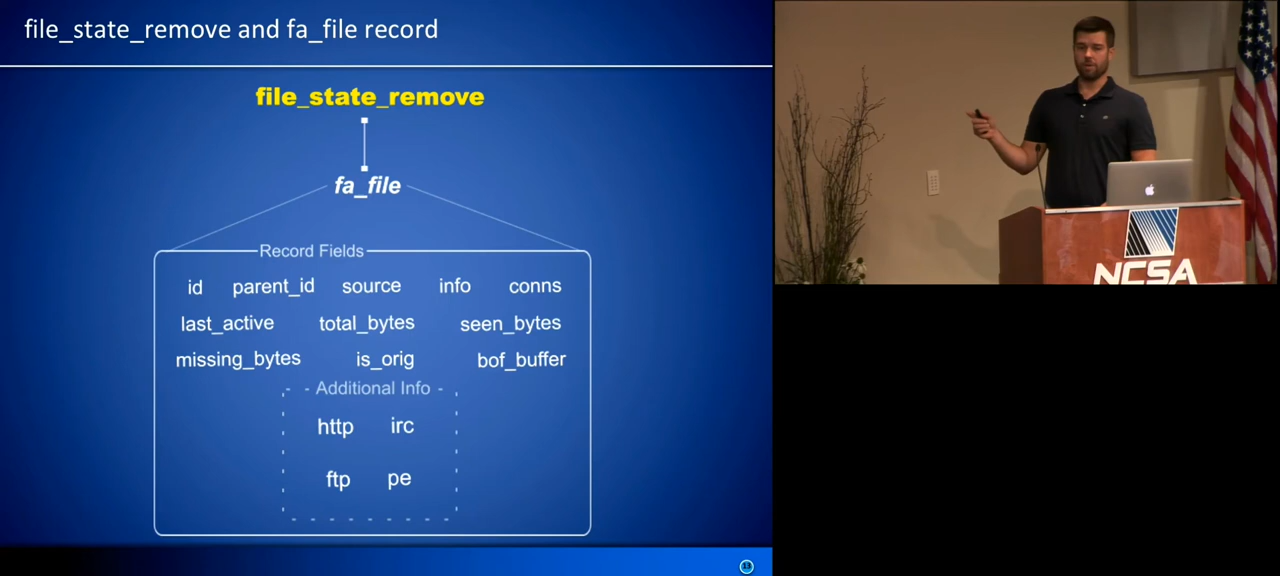 file_state_remove and fa_file record
file_state_remove
fa_file
Record Fields
id parent_id source info conns
last_active total_bytes seen_bytes
missing_bytes is_orig bof_buffer
Additional Info
http irc
ftp pe
13
NCSA